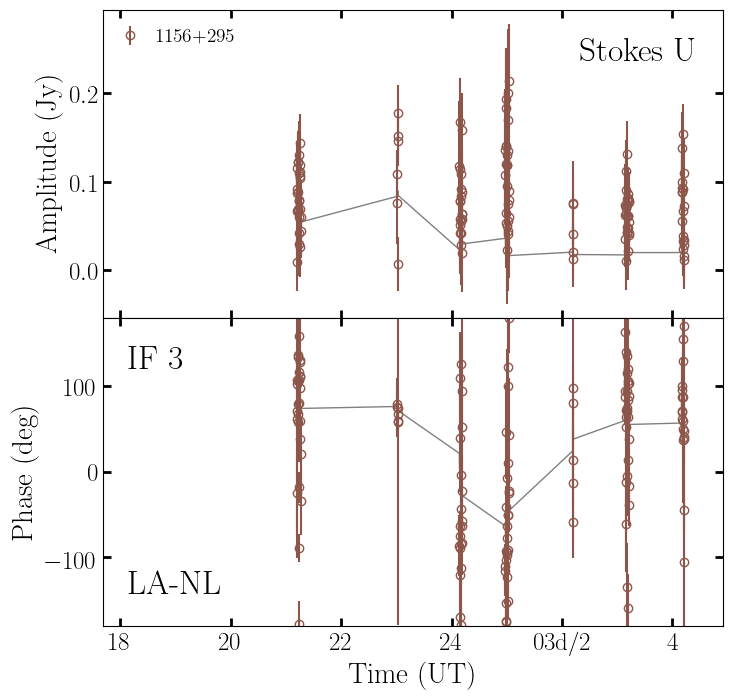 1156+295
Stokes U
Amplitude (Jy)
0.2
0.1
0.0
IF 3
Phase (deg)
100
0
−100
LA-NL
18 20 22 24 03d/2 4
Time (UT)